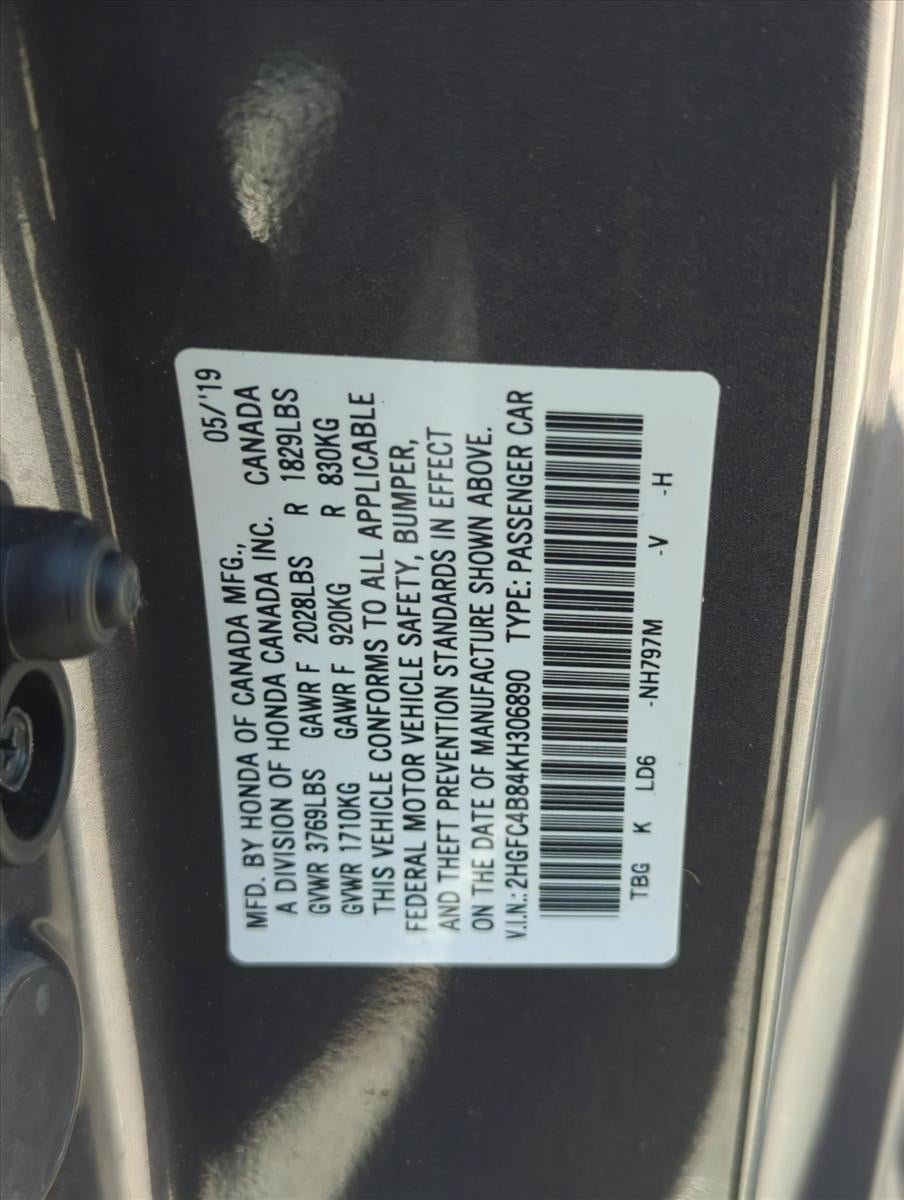 05/'19
MFD. BY HONDA OF CANADA MFG.,
A DIVISION OF HONDA CANADA INC. CANADA
GVWR 3769LBS GAWR F 2028LBS R 1829LBS
GVWR 1710KG GAWR F 920KG R 830KG
THIS VEHICLE CONFORMS TO ALL APPLICABLE
FEDERAL MOTOR VEHICLE SAFETY, BUMPER,
AND THEFT PREVENTION STANDARDS IN EFFECT
ON THE DATE OF MANUFACTURE SHOWN ABOVE.
V.I.N.: 2HGFC4B84KH306890 TYPE: PASSENGER CAR
TBG K LD6 -NH797M -V -H